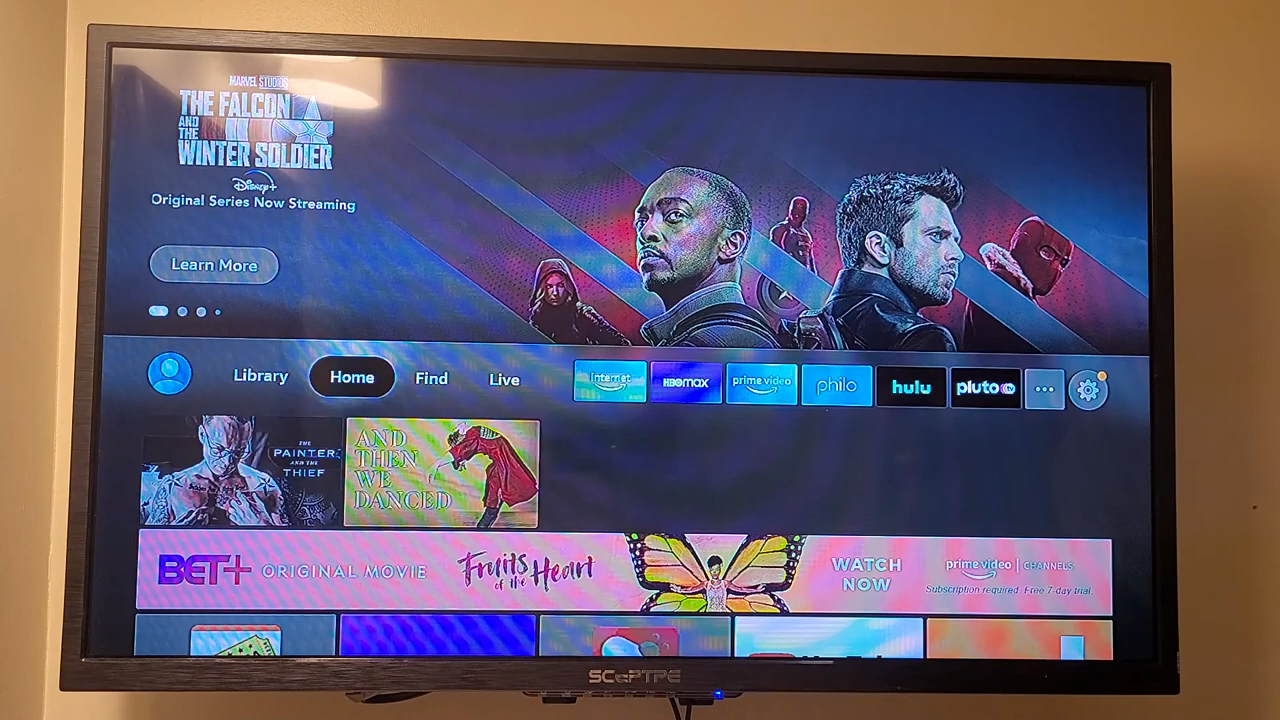 MARVEL STUDIOS
THE FALCON
AND
THE
WINTER SOLDIER
Disney+
Original Series Now Streaming
Learn More
Library
Home
Find
Live
internet
HBOMAX
prime video
philo
hulu
pluto tv
THE
PAINTER
AND THE
THIEF
AND
THEN
WE
DANCED
BET+ ORIGINAL MOVIE
Fruits
of the Heart
WATCH
NOW
prime video | CHANNELS
Subscription required. Free 7-day trial.
SCEPTRE